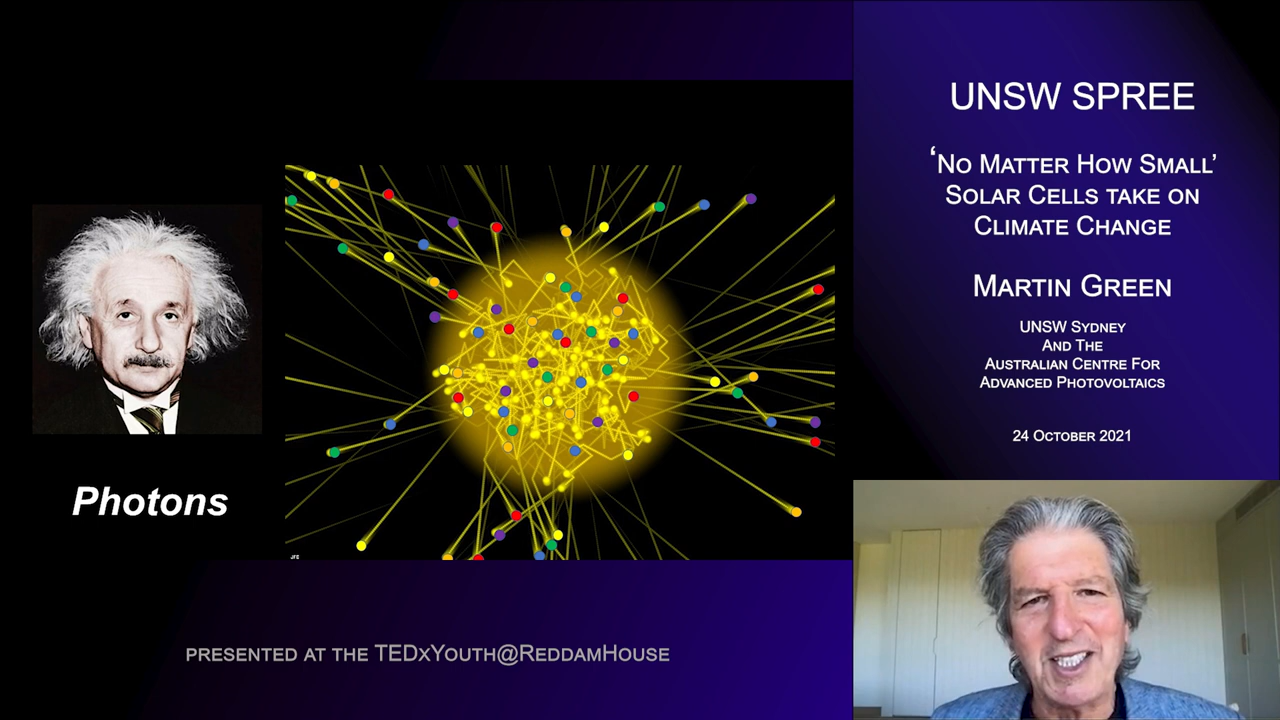 Photons
JFS
PRESENTED AT THE TEDXYOUTH@REDDAMHOUSE
UNSW SPREE
‘NO MATTER HOW SMALL’
SOLAR CELLS TAKE ON
CLIMATE CHANGE
MARTIN GREEN
UNSW SYDNEY
AND THE
AUSTRALIAN CENTRE FOR
ADVANCED PHOTOVOLTAICS
24 OCTOBER 2021